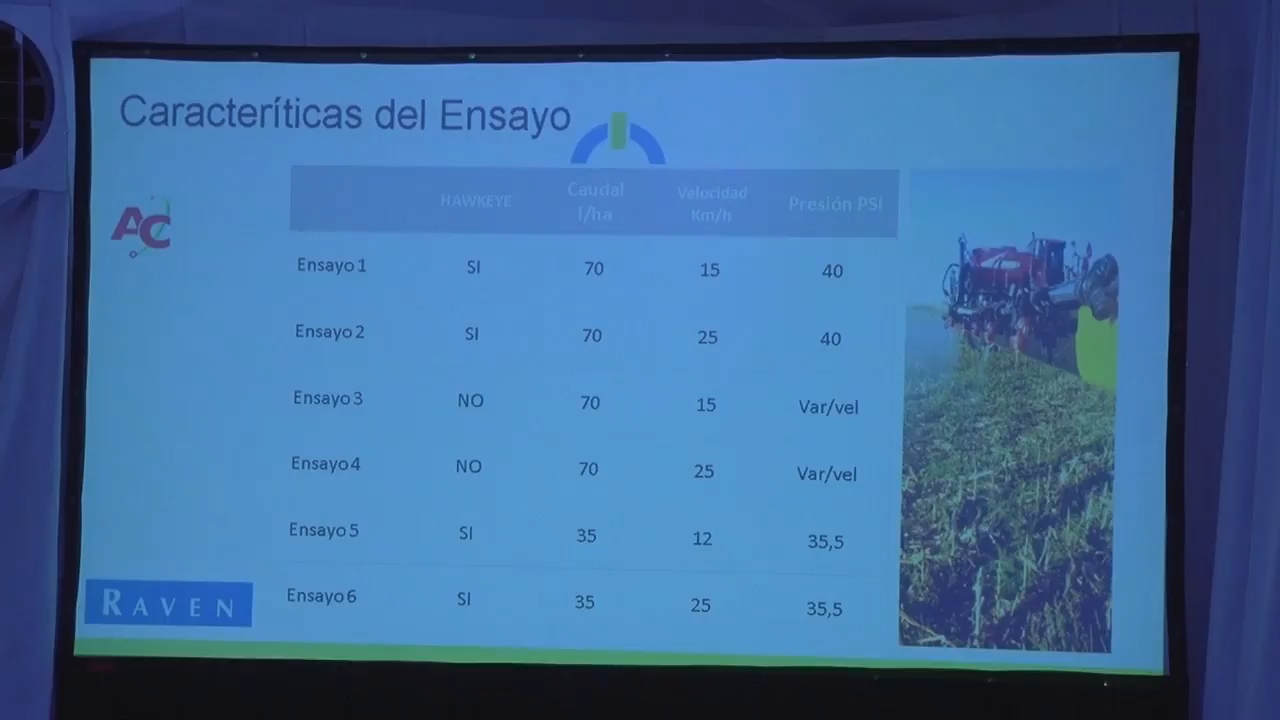 Caracteríticas del Ensayo
AC
HAWKEYE Caudal l/ha Velocidad Km/h Presión PSI
Ensayo 1 SI 70 15 40
Ensayo 2 SI 70 25 40
Ensayo 3 NO 70 15 Var/vel
Ensayo 4 NO 70 25 Var/vel
Ensayo 5 SI 35 12 35,5
Ensayo 6 SI 35 25 35,5
RAVEN